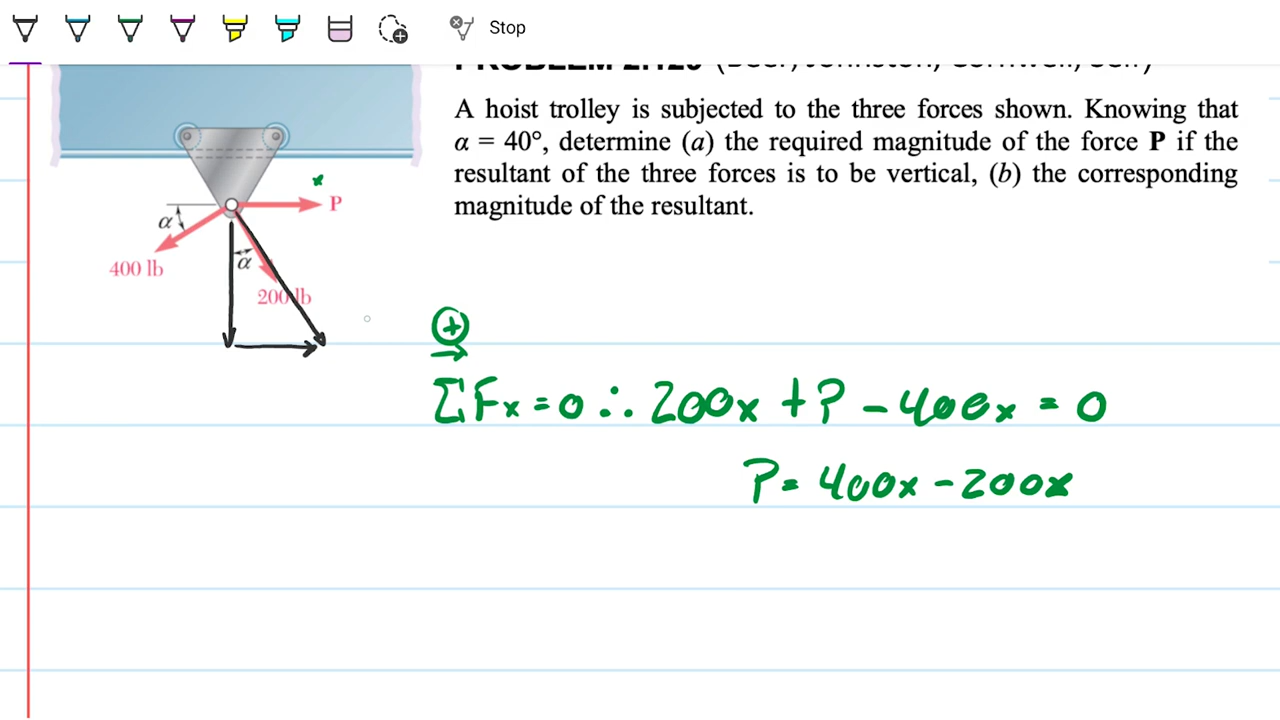 Stop
A hoist trolley is subjected to the three forces shown. Knowing that
α = 40°, determine (a) the required magnitude of the force P if the
resultant of the three forces is to be vertical, (b) the corresponding
magnitude of the resultant.
P
α
400 lb
α
200 lb
+
ΣFx = 0 ∴ 200x + P - 400x = 0
P = 400x - 200x